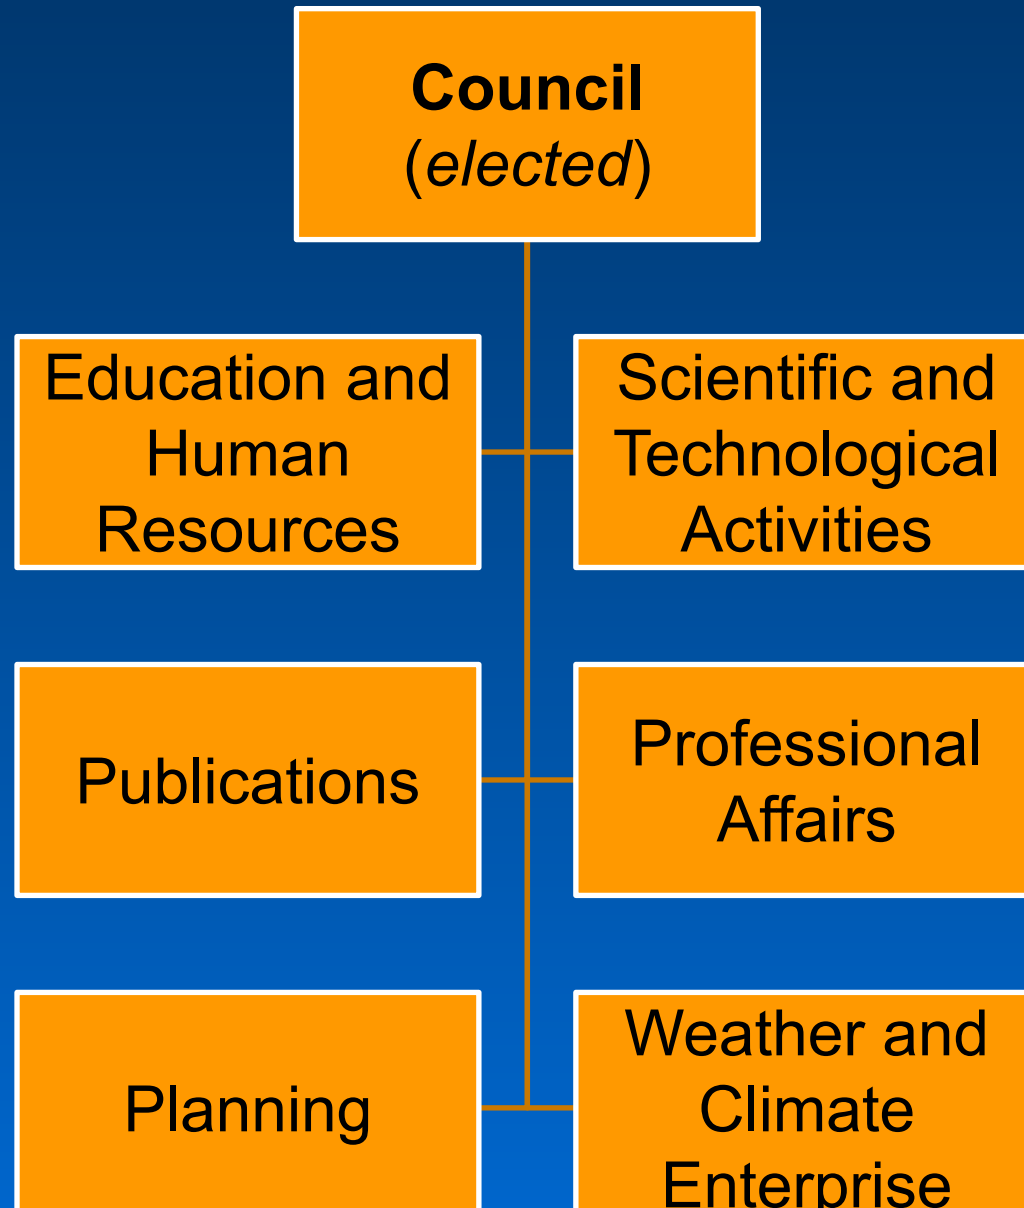 Council
(elected)
Education and
Human
Resources
Scientific and
Technological
Activities
Publications
Professional
Affairs
Planning
Weather and
Climate
Enterprise